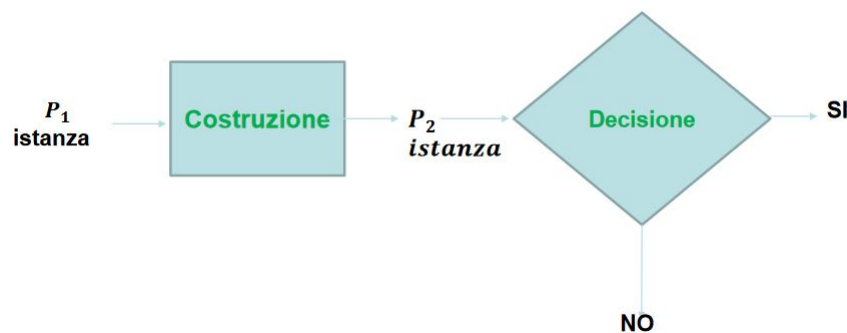 P₁
istanza
Costruzione
P₂
istanza
Decisione
SI
NO